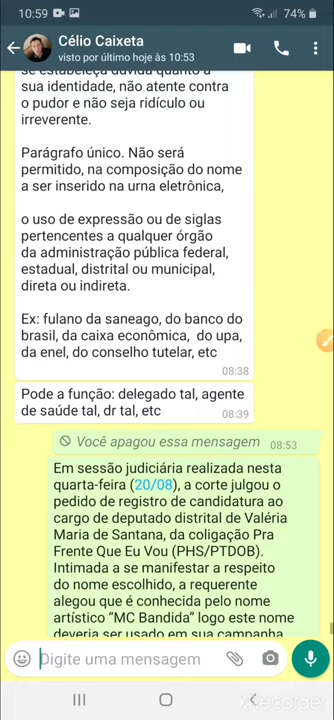 10:59
74%
Célio Caixeta
visto por último hoje às 10:53
se estabeleça dúvida quanto a
sua identidade, não atente contra
o pudor e não seja ridículo ou
irreverente.
Parágrafo único. Não será
permitido, na composição do nome
a ser inserido na urna eletrônica,
o uso de expressão ou de siglas
pertencentes a qualquer órgão
da administração pública federal,
estadual, distrital ou municipal,
direta ou indireta.
Ex: fulano da saneago, do banco do
brasil, da caixa econômica, do upa,
da enel, do conselho tutelar, etc
08:38
Pode a função: delegado tal, agente
de saúde tal, dr tal, etc
08:39
Você apagou essa mensagem
08:53
Em sessão judiciária realizada nesta
quarta-feira (20/08), a corte julgou o
pedido de registro de candidatura ao
cargo de deputado distrital de Valéria
Maria de Santana, da coligação Pra
Frente Que Eu Vou (PHS/PTDOB).
Intimada a se manifestar a respeito
do nome escolhido, a requerente
alegou que é conhecida pelo nome
artístico “MC Bandida” logo este nome
deveria ser usado em sua campanha
Digite uma mensagem